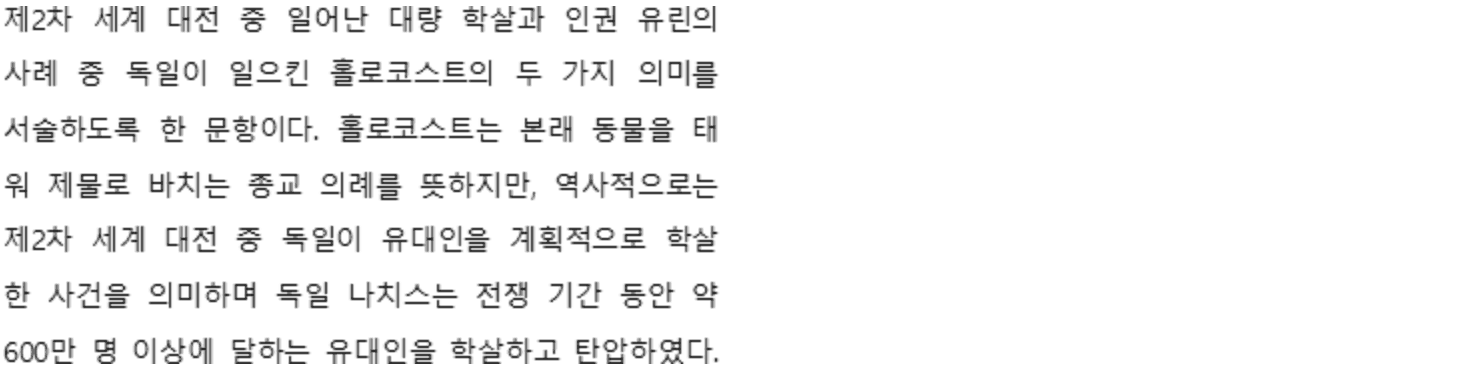 제2차 세계 대전 중 일어난 대량 학살과 인권 유린의
사례 중 독일이 일으킨 홀로코스트의 두 가지 의미를
서술하도록 한 문항이다. 홀로코스트는 본래 동물을 태
워 제물로 바치는 종교 의례를 뜻하지만, 역사적으로는
제2차 세계 대전 중 독일이 유대인을 계획적으로 학살
한 사건을 의미하며 독일 나치스는 전쟁 기간 동안 약
600만 명 이상에 달하는 유대인을 학살하고 탄압하였다.